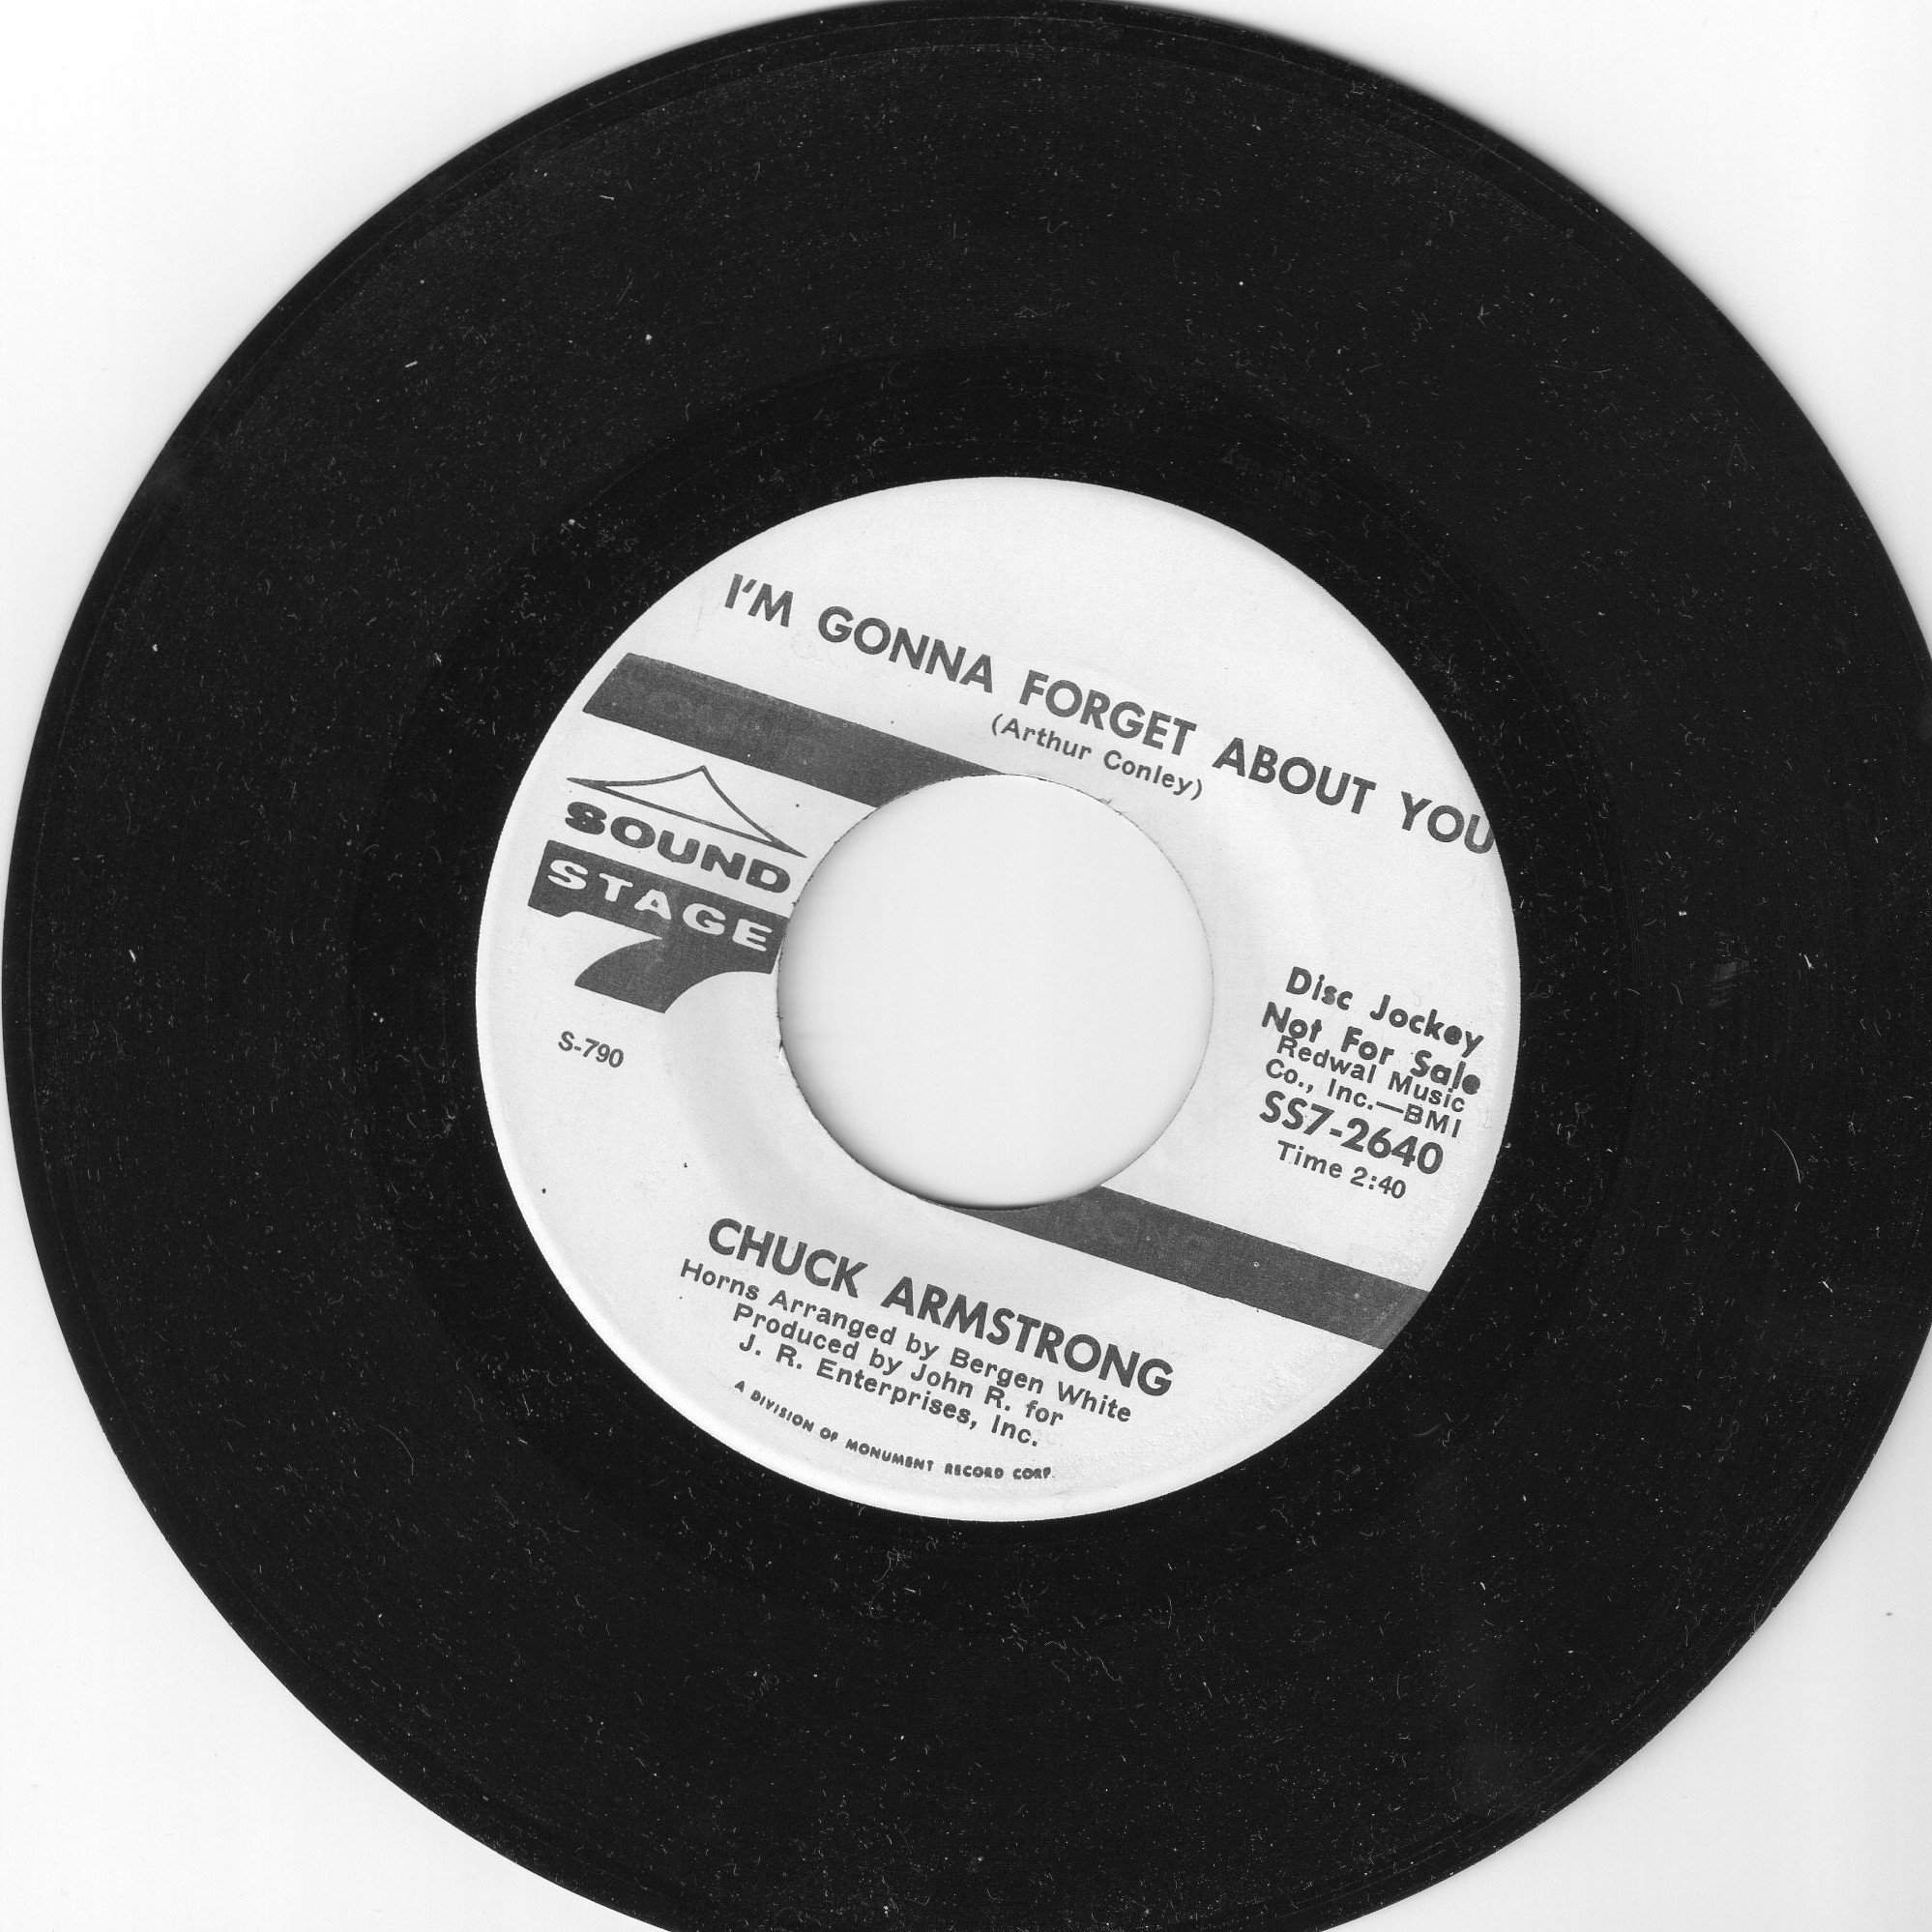 I'M GONNA FORGET ABOUT YOU
(Arthur Conley)
SOUND
STAGE
7
S-790
Disc Jockey
Not For Sale
Redwal Music
Co., Inc.—BMI
SS7-2640
Time 2:40
CHUCK ARMSTRONG
Horns Arranged by Bergen White
Produced by John R. for
J. R. Enterprises, Inc.
A DIVISION OF MONUMENT RECORD CORP.